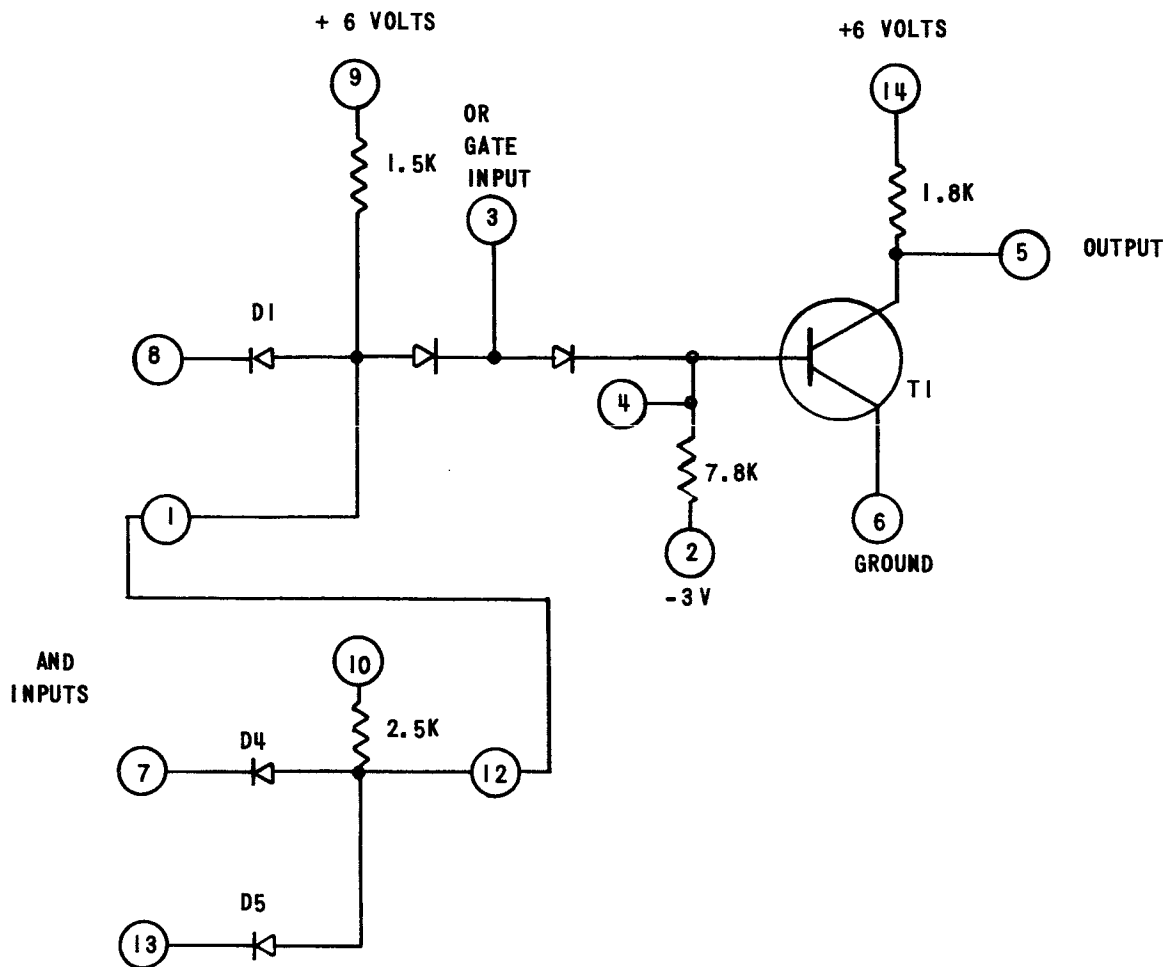 + 6 VOLTS
+6 VOLTS
9
14
OR
GATE
INPUT
1.5K
3
1.8K
5
OUTPUT
D1
8
4
T1
7.8K
1
6
2
GROUND
-3V
AND
INPUTS
10
2.5K
D4
7
12
D5
13